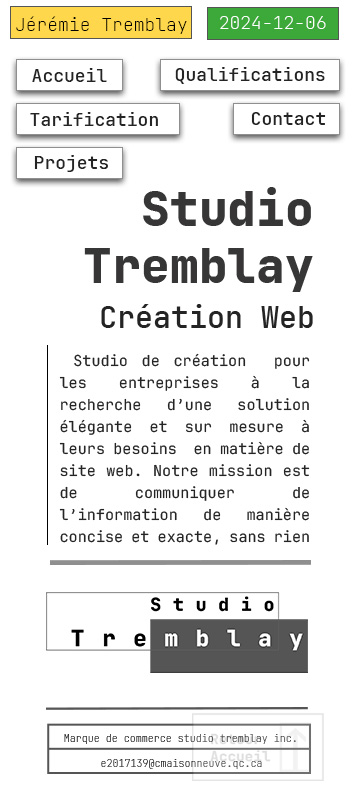 Jérémie Tremblay
2024-12-06
Accueil
Qualifications
Tarification
Contact
Projets
Studio
Tremblay
Création Web
Studio de création pour
les entreprises à la
recherche d’une solution
élégante et sur mesure à
leurs besoins en matière de
site web. Notre mission est
de communiquer de
l’information de manière
concise et exacte, sans rien
Studio
Tremblay
Marque de commerce studio tremblay inc.
e2017139@cmaisonneuve.qc.ca
Accueil